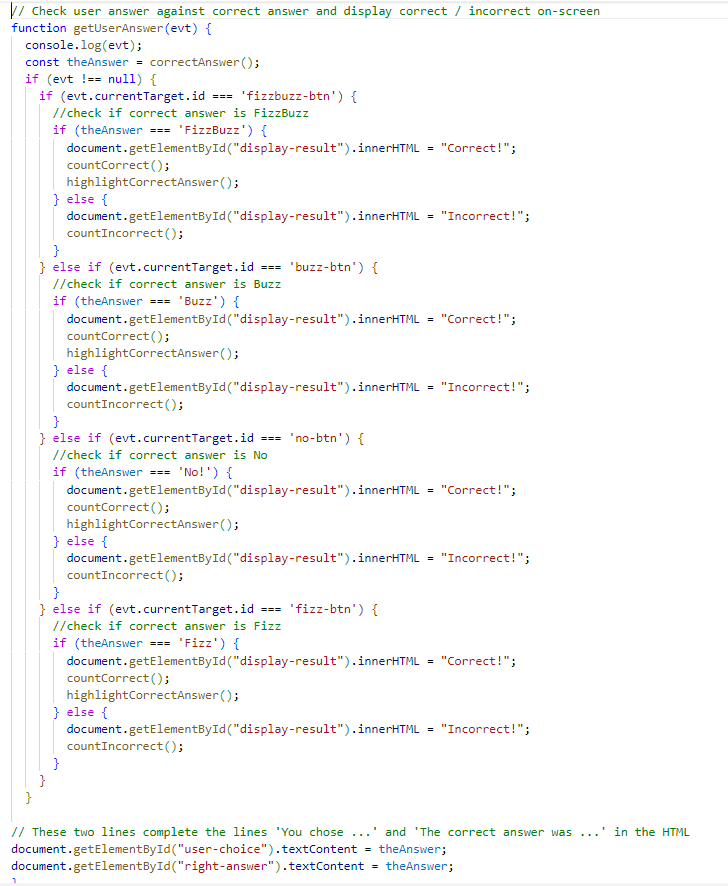 // Check user answer against correct answer and display correct / incorrect on-screen
function getUserAnswer(evt) {
  console.log(evt);
  const theAnswer = correctAnswer();
  if (evt !== null) {
    if (evt.currentTarget.id === 'fizzbuzz-btn') {
      //check if correct answer is FizzBuzz
      if (theAnswer === 'FizzBuzz') {
        document.getElementById("display-result").innerHTML = "Correct!";
        countCorrect();
        highlightCorrectAnswer();
      } else {
        document.getElementById("display-result").innerHTML = "Incorrect!";
        countIncorrect();
      }
    } else if (evt.currentTarget.id === 'buzz-btn') {
      //check if correct answer is Buzz
      if (theAnswer === 'Buzz') {
        document.getElementById("display-result").innerHTML = "Correct!";
        countCorrect();
        highlightCorrectAnswer();
      } else {
        document.getElementById("display-result").innerHTML = "Incorrect!";
        countIncorrect();
      }
    } else if (evt.currentTarget.id === 'no-btn') {
      //check if correct answer is No
      if (theAnswer === 'No!') {
        document.getElementById("display-result").innerHTML = "Correct!";
        countCorrect();
        highlightCorrectAnswer();
      } else {
        document.getElementById("display-result").innerHTML = "Incorrect!";
        countIncorrect();
      }
    } else if (evt.currentTarget.id === 'fizz-btn') {
      //check if correct answer is Fizz
      if (theAnswer === 'Fizz') {
        document.getElementById("display-result").innerHTML = "Correct!";
        countCorrect();
        highlightCorrectAnswer();
      } else {
        document.getElementById("display-result").innerHTML = "Incorrect!";
        countIncorrect();
      }
    }
  }
// These two lines complete the lines 'You chose ...' and 'The correct answer was ...' in the HTML
document.getElementById("user-choice").textContent = theAnswer;
document.getElementById("right-answer").textContent = theAnswer;
}